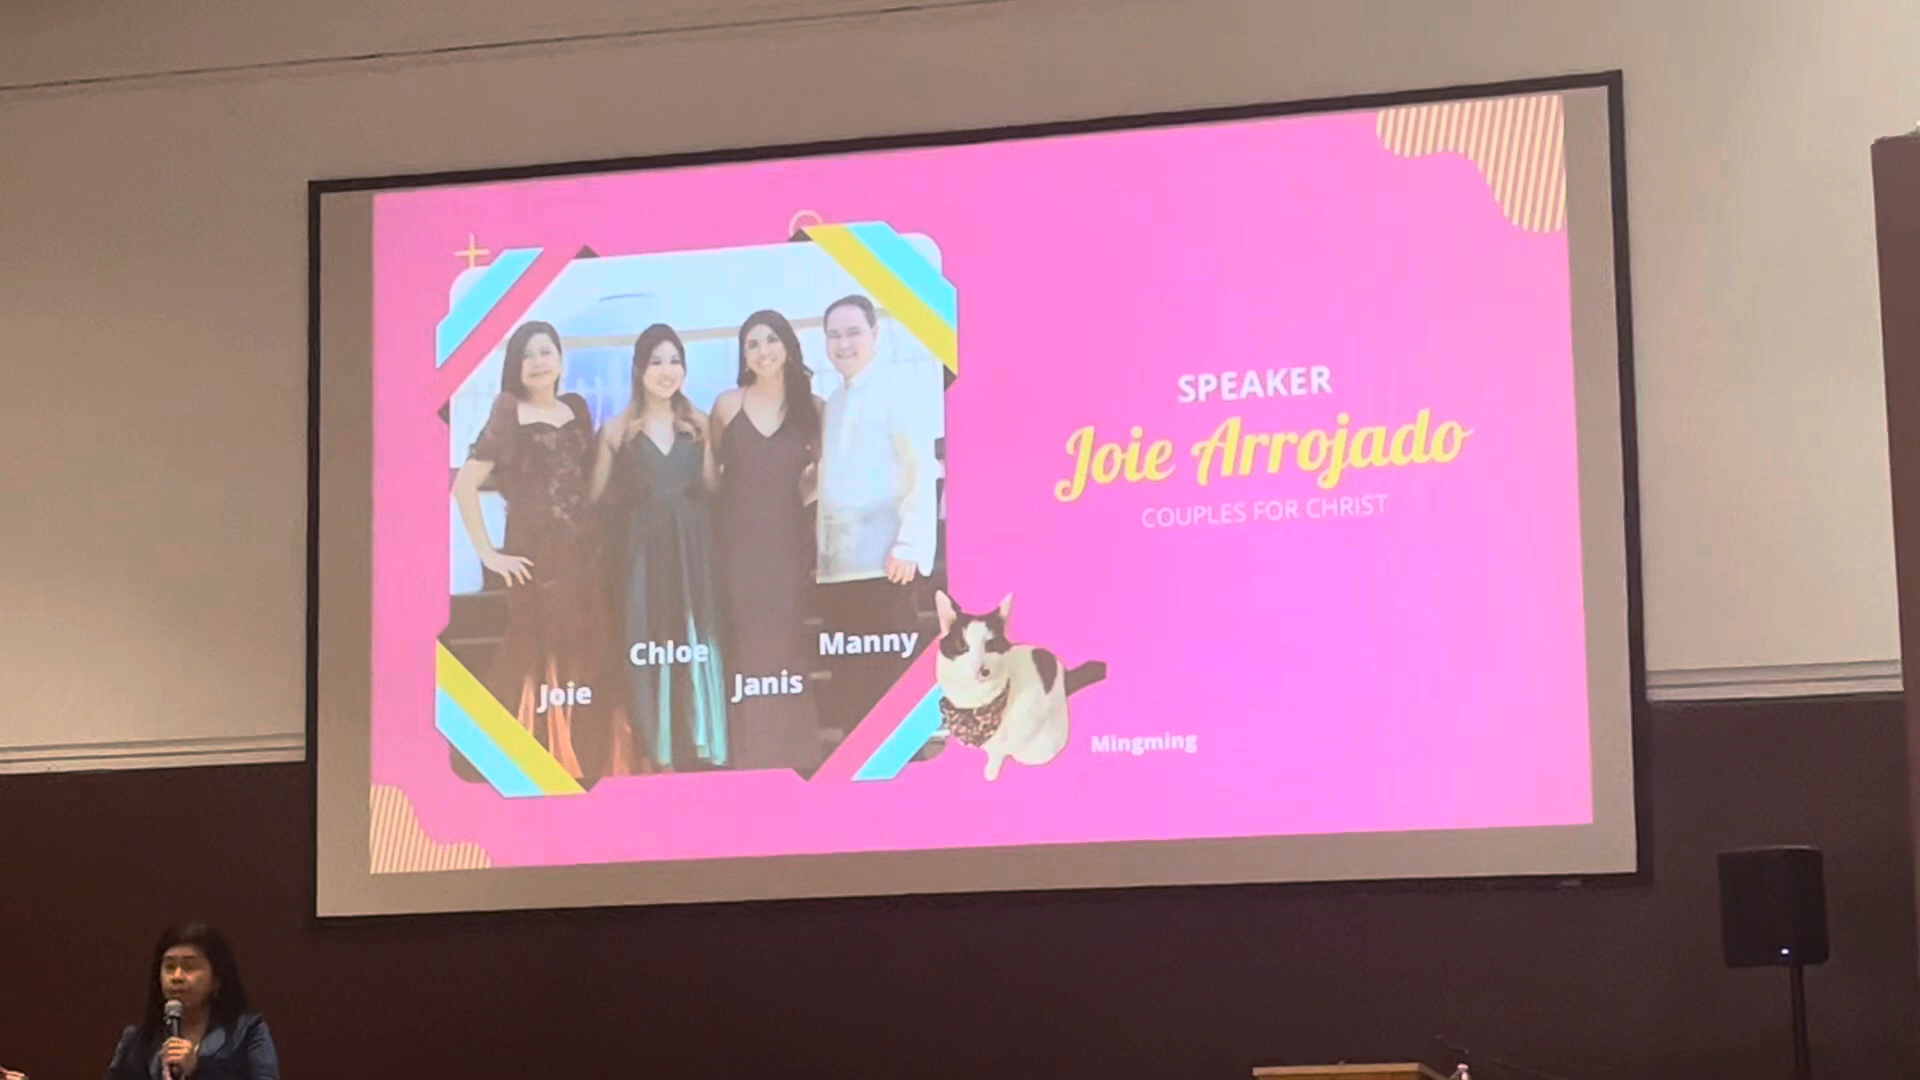 SPEAKER
Joie Arrojado
COUPLES FOR CHRIST
Joie
Chloe
Janis
Manny
Mingming